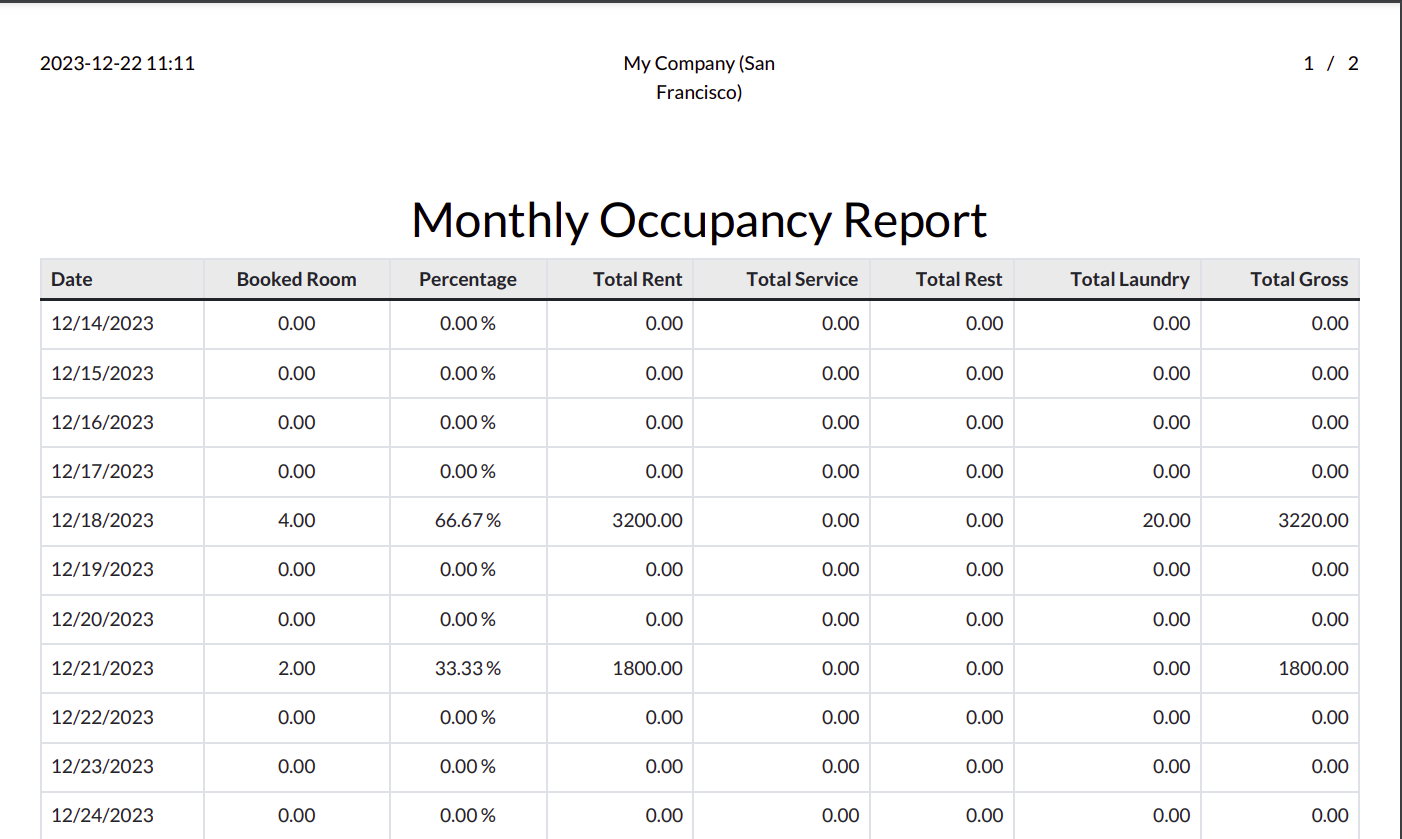 2023-12-22 11:11 My Company (San Francisco) 1 / 2
Monthly Occupancy Report
Date Booked Room Percentage Total Rent Total Service Total Rest Total Laundry Total Gross
12/14/2023 0.00 0.00 % 0.00 0.00 0.00 0.00 0.00
12/15/2023 0.00 0.00 % 0.00 0.00 0.00 0.00 0.00
12/16/2023 0.00 0.00 % 0.00 0.00 0.00 0.00 0.00
12/17/2023 0.00 0.00 % 0.00 0.00 0.00 0.00 0.00
12/18/2023 4.00 66.67 % 3200.00 0.00 0.00 20.00 3220.00
12/19/2023 0.00 0.00 % 0.00 0.00 0.00 0.00 0.00
12/20/2023 0.00 0.00 % 0.00 0.00 0.00 0.00 0.00
12/21/2023 2.00 33.33 % 1800.00 0.00 0.00 0.00 1800.00
12/22/2023 0.00 0.00 % 0.00 0.00 0.00 0.00 0.00
12/23/2023 0.00 0.00 % 0.00 0.00 0.00 0.00 0.00
12/24/2023 0.00 0.00 % 0.00 0.00 0.00 0.00 0.00